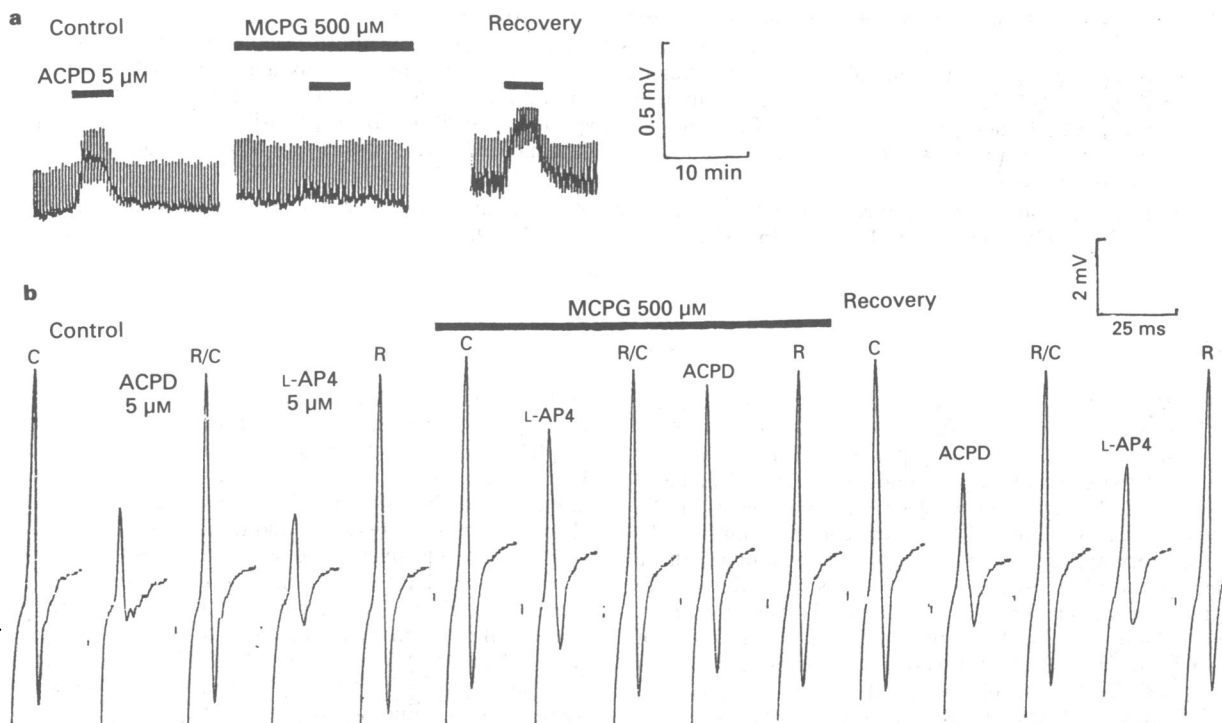 a
Control
MCPG 500 μM
Recovery
ACPD 5 μM
0.5 mV
10 min
2 mV
25 ms
b
Control
MCPG 500 μM
Recovery
C
ACPD
5 μM
R/C
L-AP4
5 μM
R
C
L-AP4
R/C
ACPD
R
C
ACPD
R/C
L-AP4
R